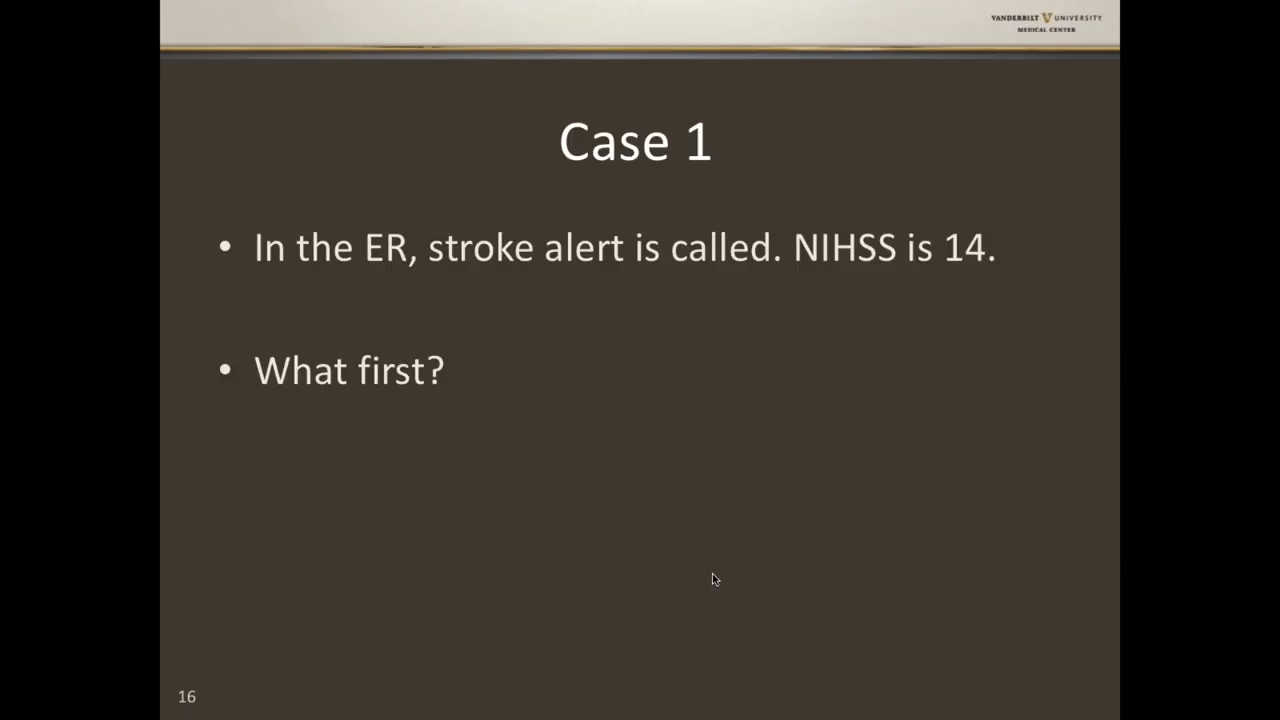 VANDERBILT V UNIVERSITY
MEDICAL CENTER
Case 1
• In the ER, stroke alert is called. NIHSS is 14.
• What first?
16